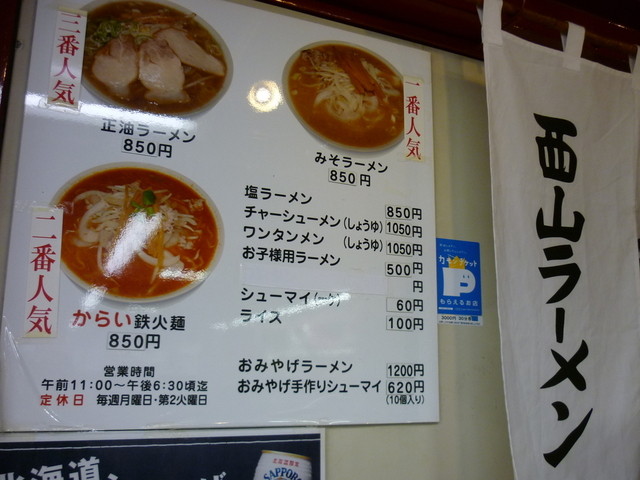 三番人気
正油ラーメン
850円
一番人気
みそラーメン
850円
二番人気
からい鉄火麺
850円
塩ラーメン 850円
チャーシューメン(しょうゆ) 1050円
ワンタンメン (しょうゆ) 1050円
お子様用ラーメン 500円
円
シューマイ(一ケ) 60円
ライス 100円
おみやげラーメン 1200円
おみやげ手作りシューマイ 620円
(10個入り)
営業時間
午前11:00〜午後6:30頃迄
定休日 毎週月曜日・第2火曜日
P
もらえるお店
西山ラーメン
北海道
SAPPORO